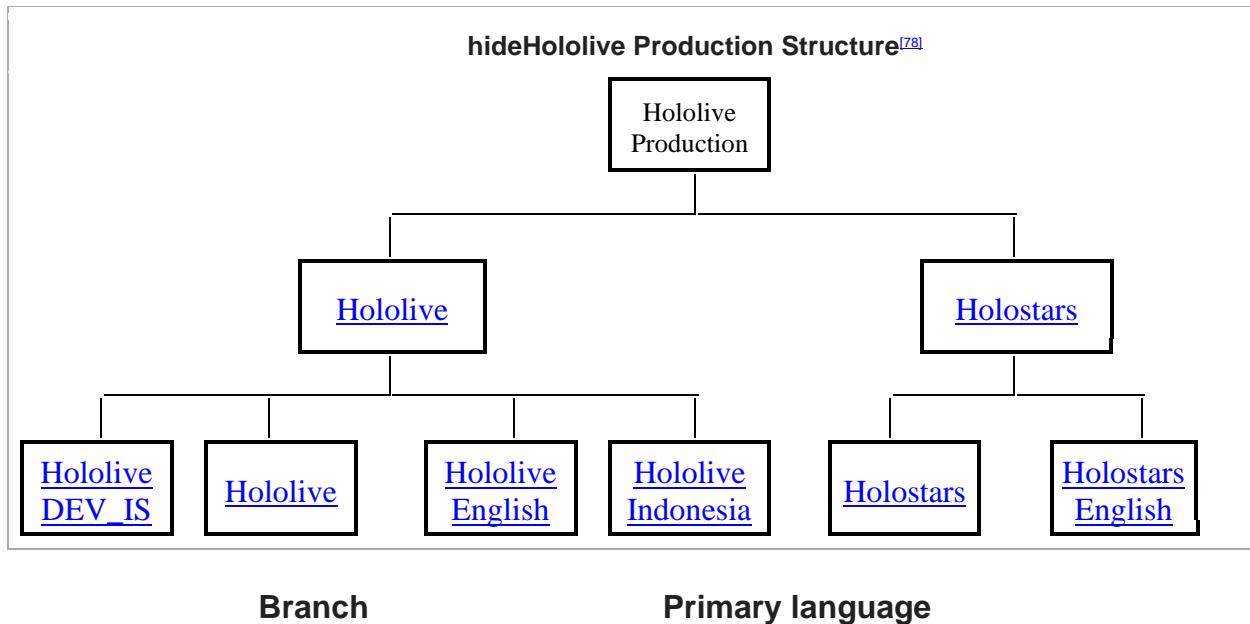 hideHololive Production Structure[78]
Hololive
Production
Hololive
Holostars
Hololive
DEV_IS
Hololive
Hololive
English
Hololive
Indonesia
Holostars
Holostars
English
Branch
Primary language